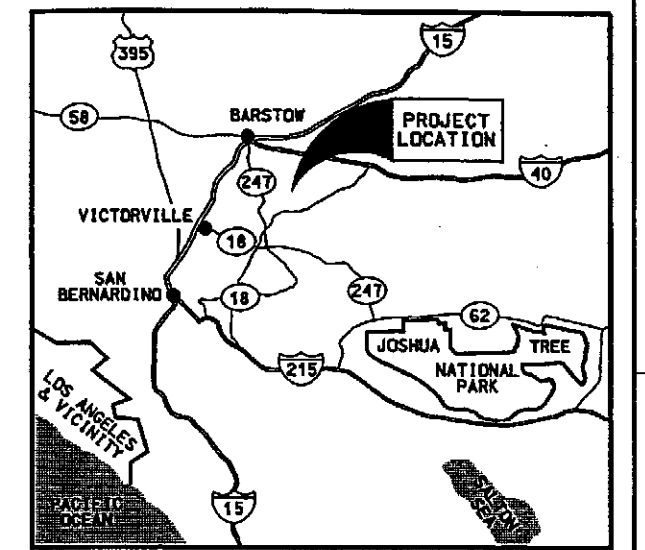 395
15
58
BARSTOW
PROJECT
LOCATION
40
247
VICTORVILLE
18
SAN
BERNARDINO
18
247
62
JOSHUA
TREE
NATIONAL
PARK
215
LOS ANGELES
& VICINITY
PACIFIC
OCEAN
SALTON
SEA
15